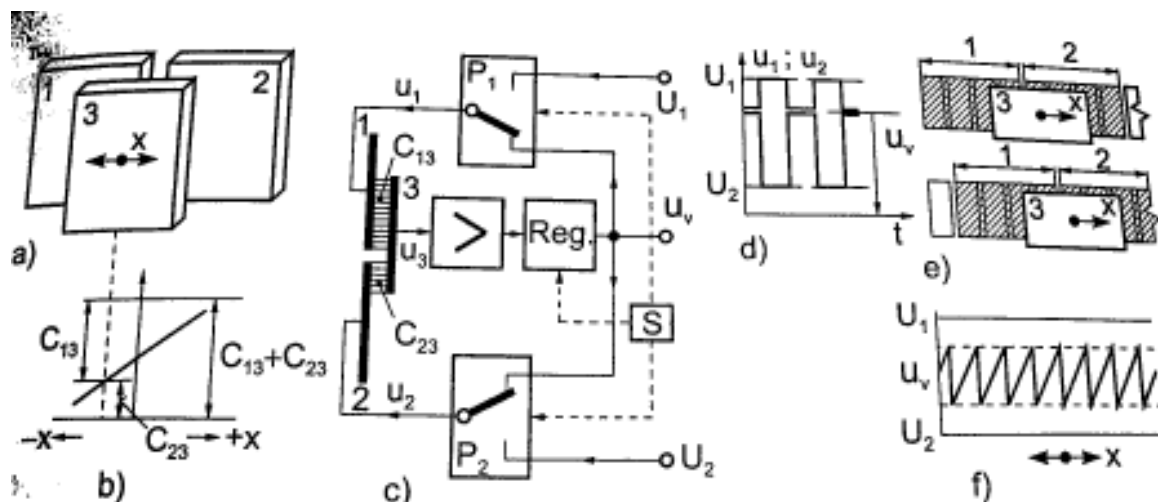 1
2
3
x
a)
C13
C13+C23
C23
–x
+x
b)
P1
u1
U1
1
C13
3
u3
>
Reg.
uv
C23
S
2
u2
P2
U2
c)
u1; u2
U1
uv
U2
t
d)
1
2
3
x
1
2
3
x
e)
U1
uv
U2
x
f)